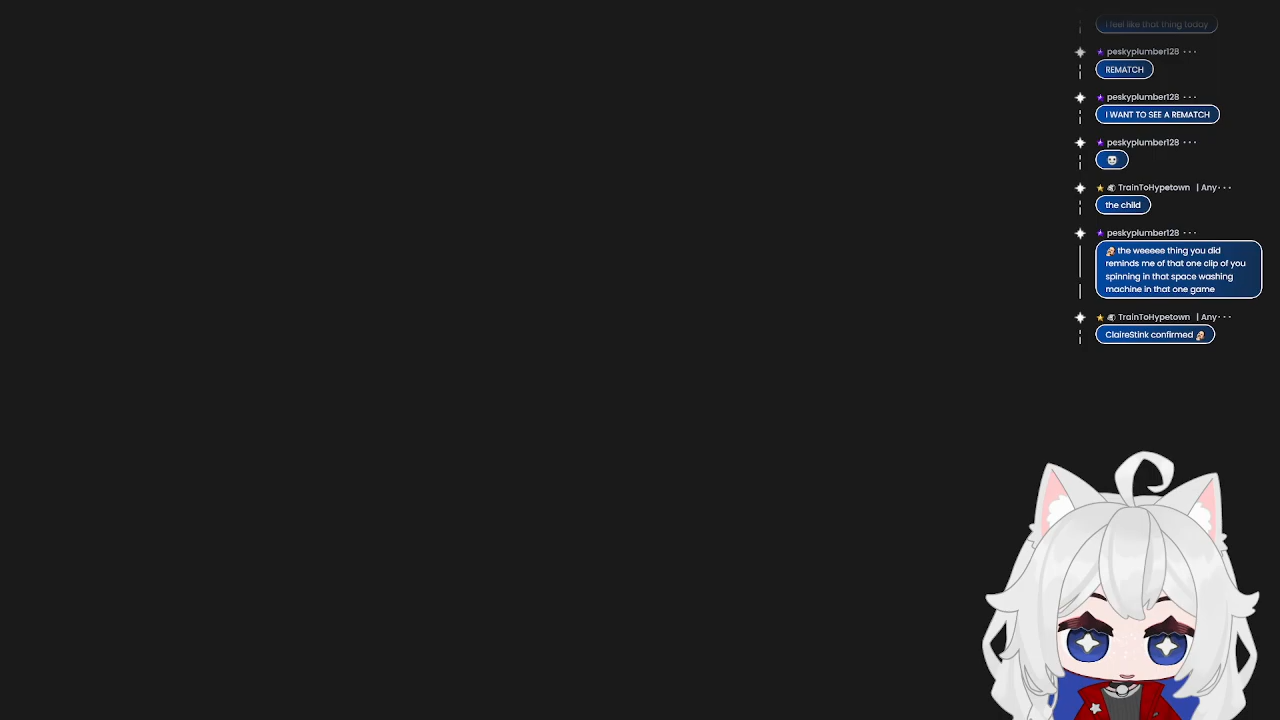 I feel like that thing today
peskyplumber128 ···
REMATCH
peskyplumber128 ···
I WANT TO SEE A REMATCH
peskyplumber128 ···
TrainToHypetown | Any···
the child
peskyplumber128 ···
the weeeee thing you did
reminds me of that one clip of you
spinning in that space washing
machine in that one game
TrainToHypetown | Any···
ClaireStink confirmed